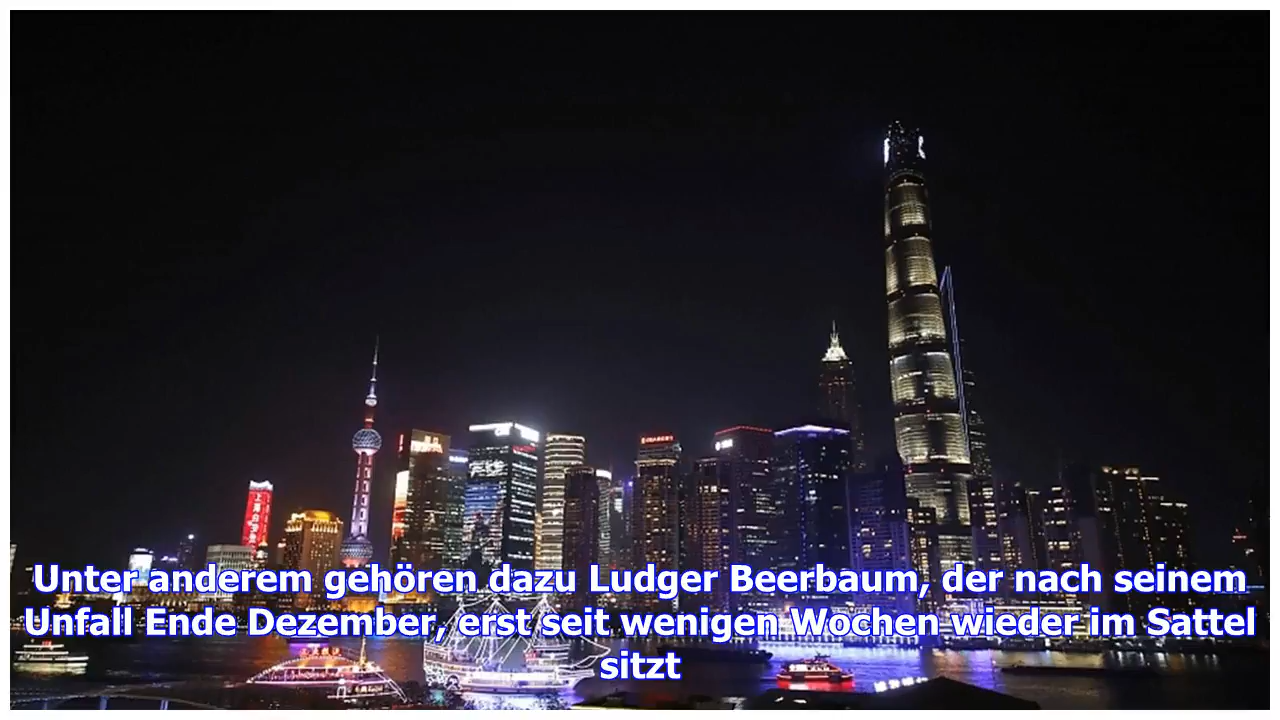 Unter anderem gehören dazu Ludger Beerbaum, der nach seinem
Unfall Ende Dezember, erst seit wenigen Wochen wieder im Sattel
sitzt